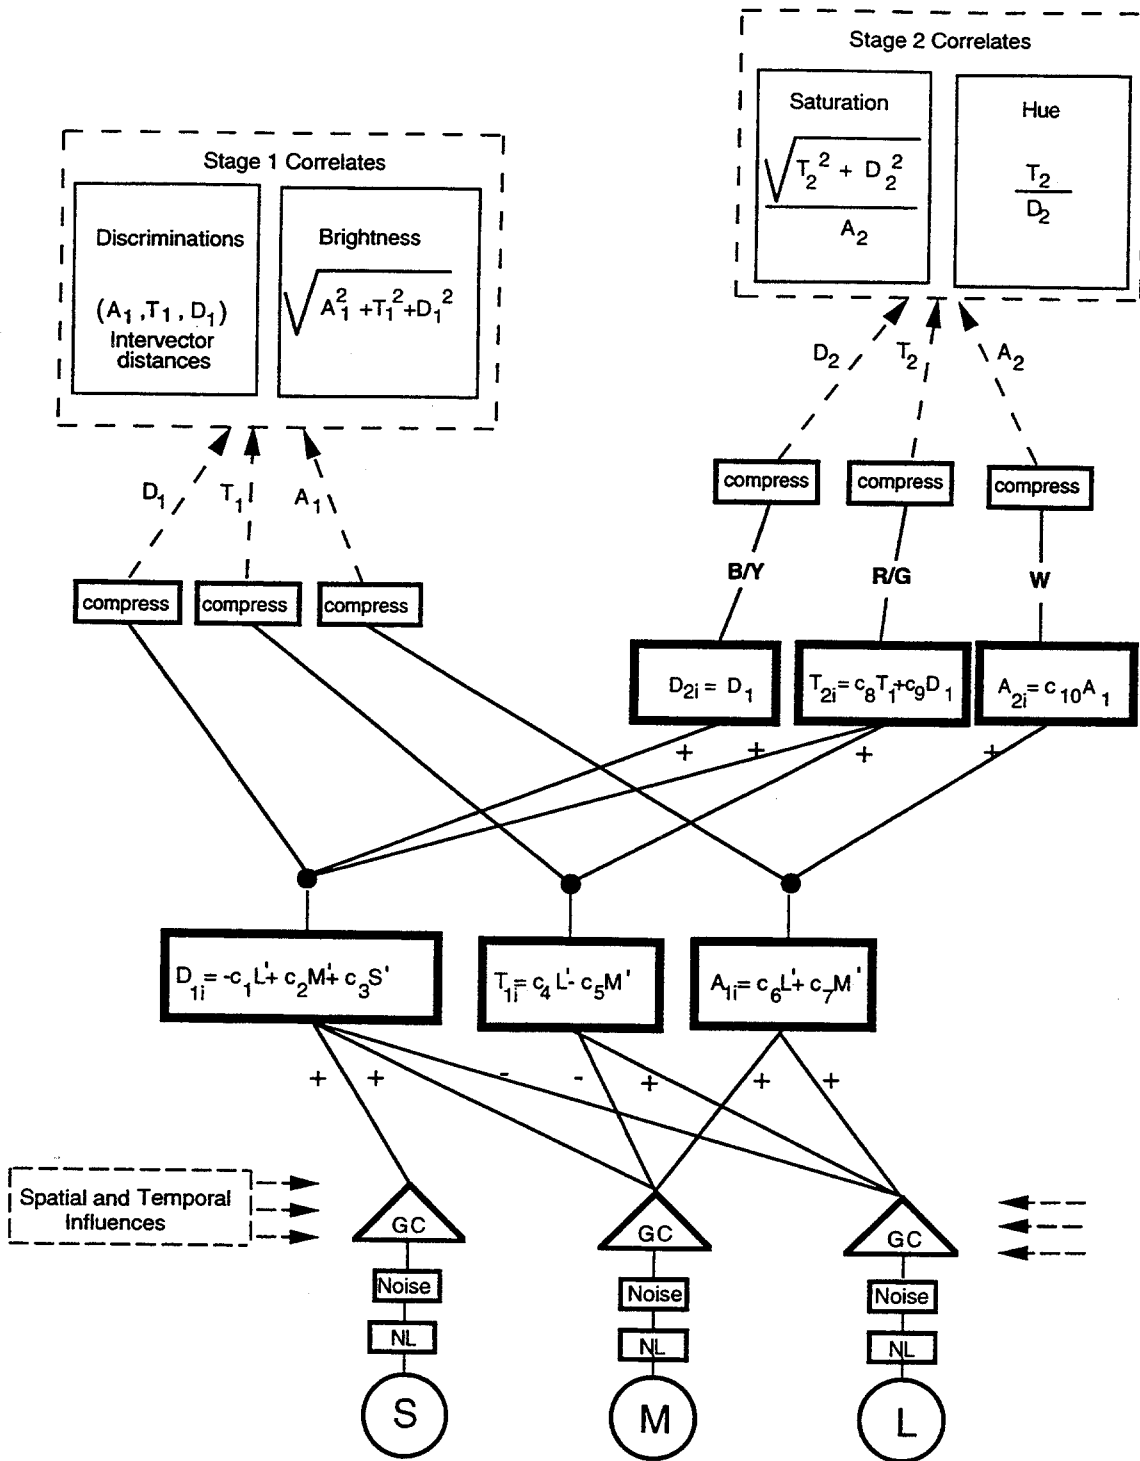 Stage 2 Correlates
Saturation
√T₂² + D₂²
A₂
Hue
T₂
D₂
Stage 1 Correlates
Discriminations
(A₁, T₁, D₁)
Intervector
distances
Brightness
√A₁² + T₁² + D₁²
D₂ T₂ A₂
compress compress compress
D₁ T₁ A₁
B/Y R/G W
compress compress compress
D₂ᵢ = D₁
T₂ᵢ = c₈T₁+c₉D₁
A₂ᵢ = c₁₀A₁
+ + + +
D₁ᵢ = -c₁L' + c₂M' + c₃S'
T₁ᵢ = c₄L' - c₅M'
A₁ᵢ = c₆L' + c₇M'
+ + - - + + +
Spatial and Temporal
Influences
GC GC GC
Noise Noise Noise
NL NL NL
S M L